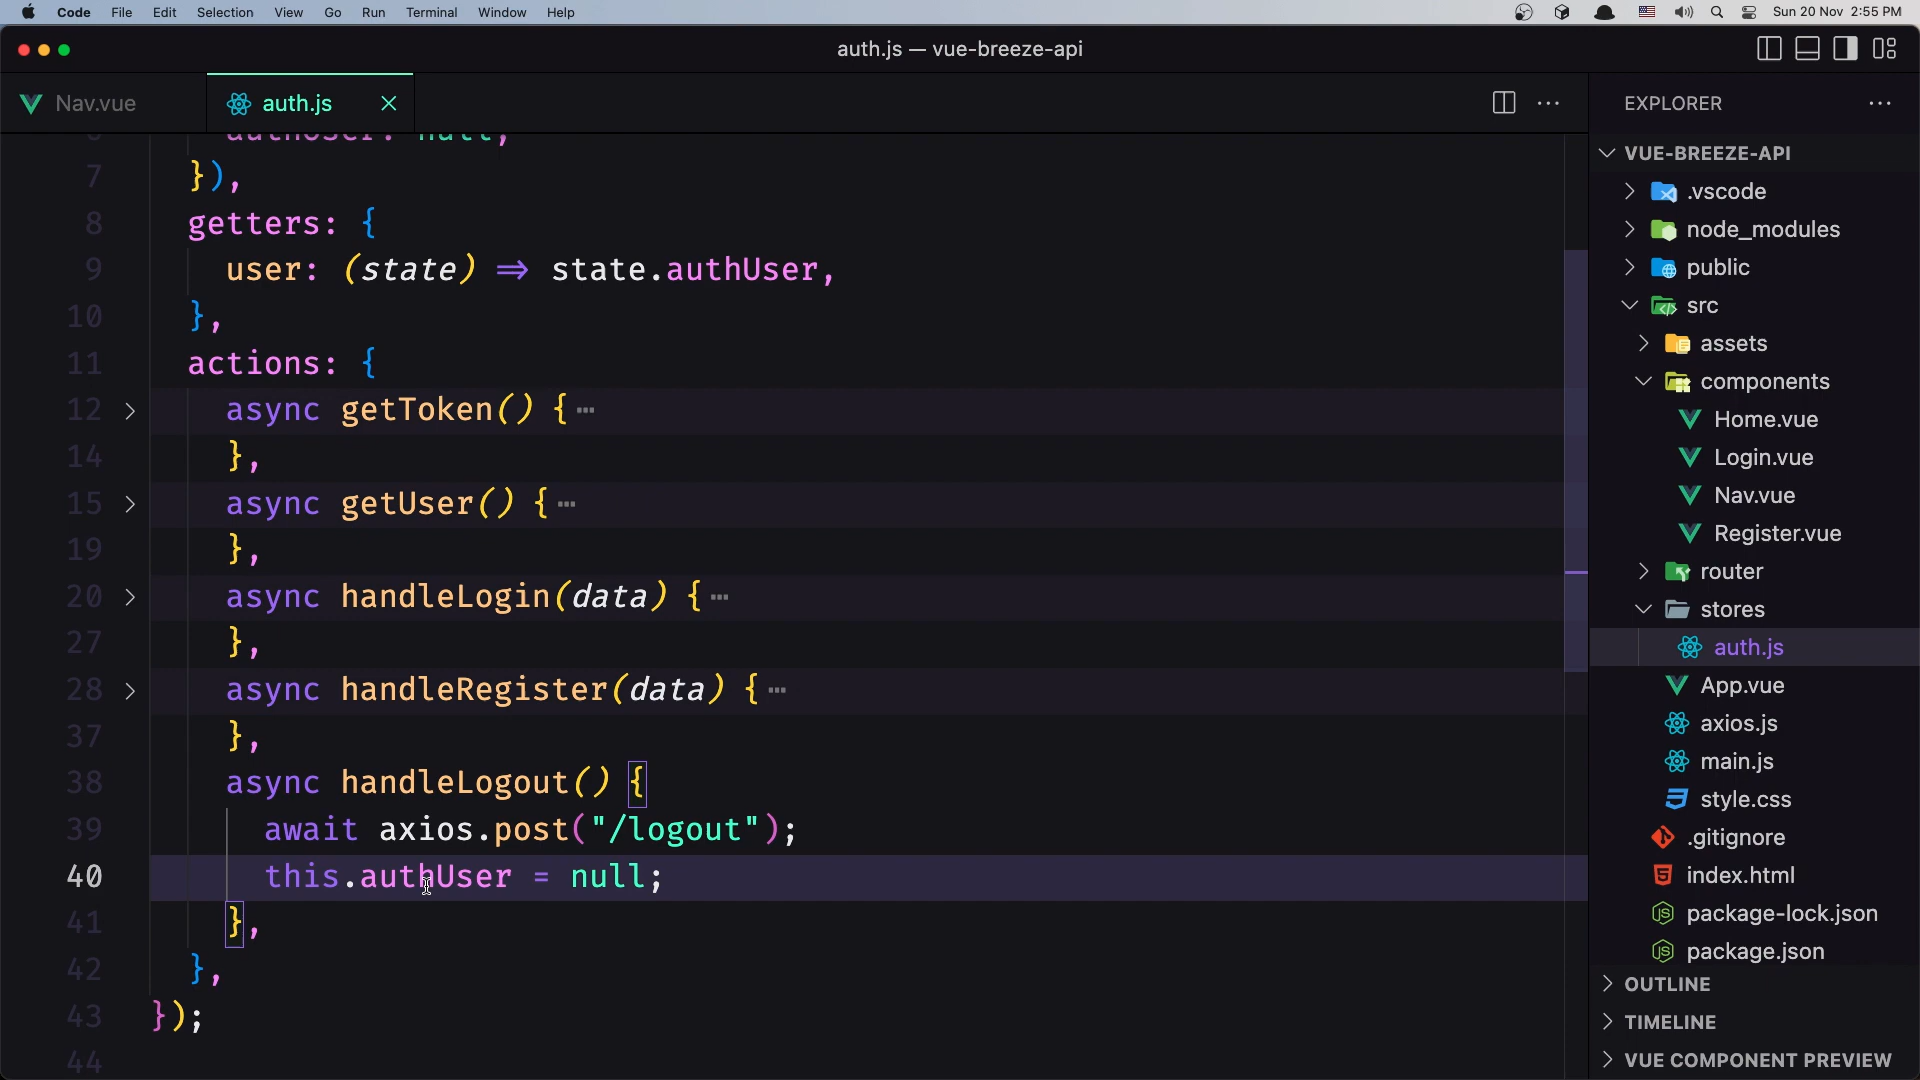 Code File Edit Selection View Go Run Terminal Window Help Sun 20 Nov 2:55 PM
auth.js — vue-breeze-api
Nav.vue auth.js
EXPLORER
authUser: null,
7 }),
8 getters: {
9 user: (state) ⇒ state.authUser,
10 },
11 actions: {
12 async getToken() {⋯
14 },
15 async getUser() {⋯
19 },
20 async handleLogin(data) {⋯
27 },
28 async handleRegister(data) {⋯
37 },
38 async handleLogout() {
39 await axios.post("/logout");
40 this.authUser = null;
41 },
42 },
43 });
44
VUE-BREEZE-API
.vscode
node_modules
public
src
assets
components
Home.vue
Login.vue
Nav.vue
Register.vue
router
stores
auth.js
App.vue
axios.js
main.js
style.css
.gitignore
index.html
package-lock.json
package.json
OUTLINE
TIMELINE
VUE COMPONENT PREVIEW